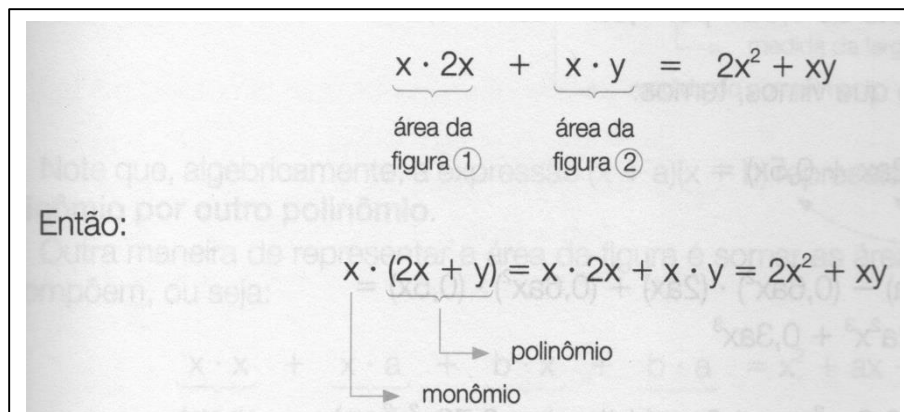 x · 2x + x · y = 2x² + xy
área da figura ① área da figura ②
Então:
x · (2x + y) = x · 2x + x · y = 2x² + xy
polinômio
monômio